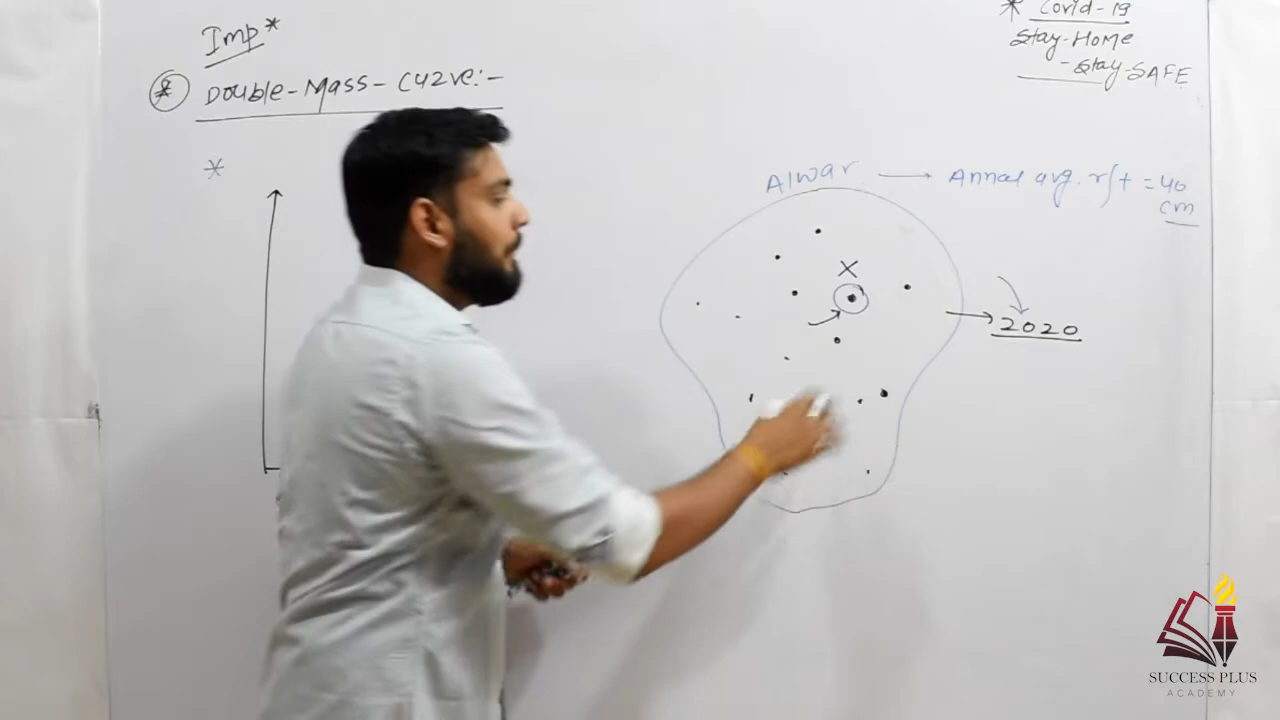 Imp*
* Double-Mass-Curve:-
*
* Covid-19
Stay-Home
-Stay-SAFE
Alwar → Annal avg. r/f = 40
cm
X
→ 2020
SUCCESS PLUS
ACADEMY